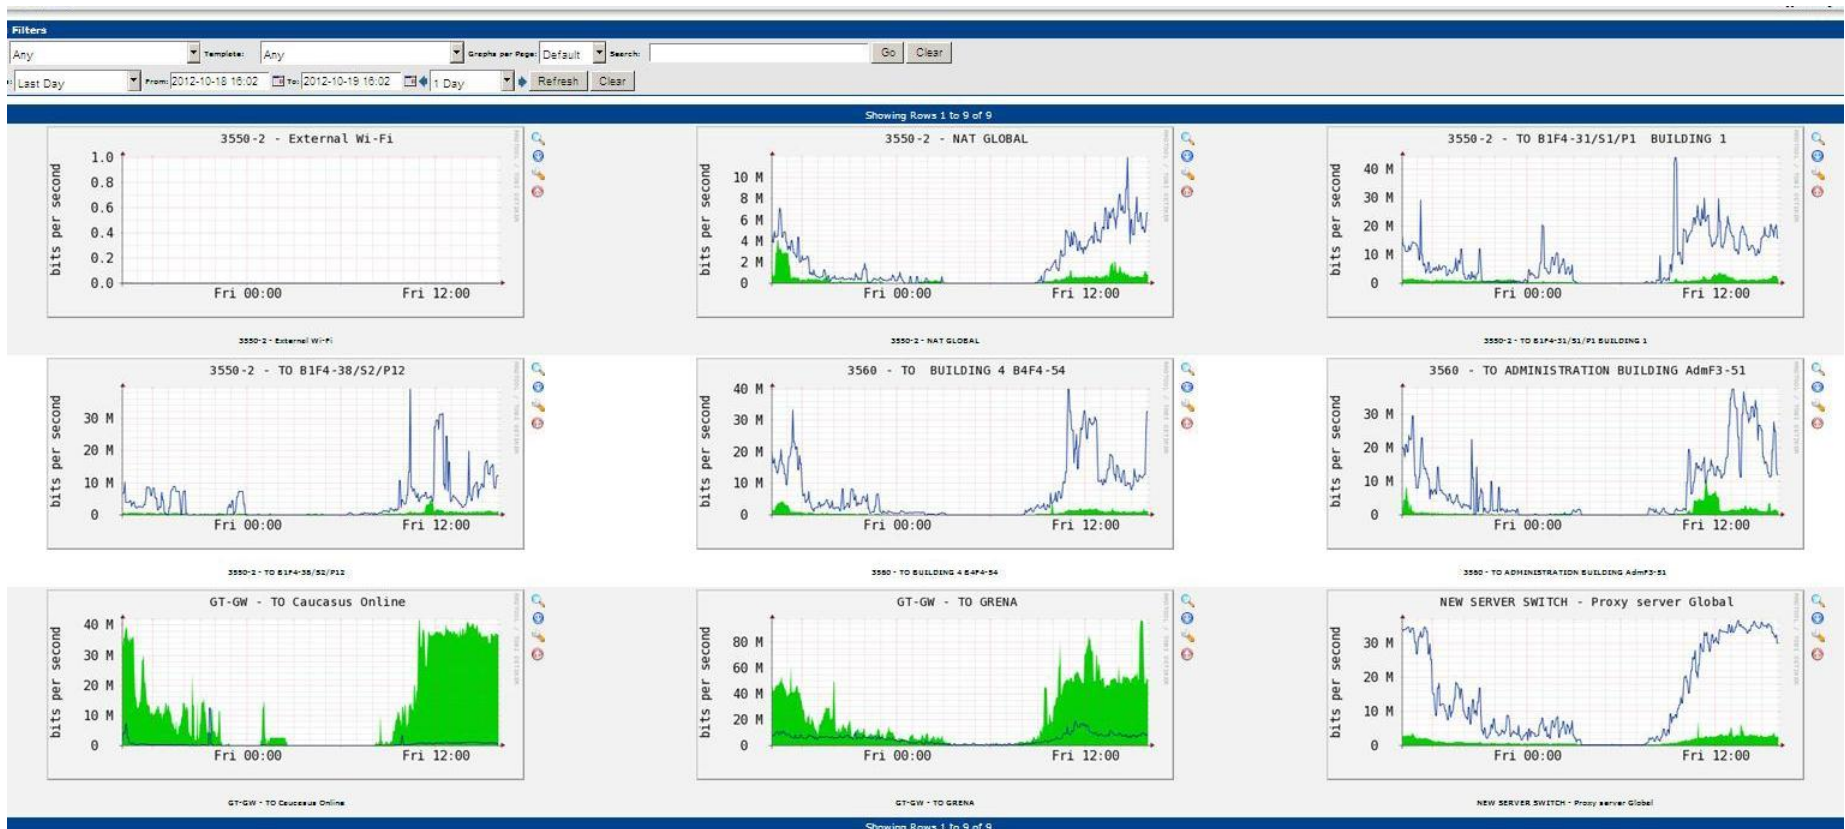 Filters
Any Template: Any Graphs per Page: Default Search: Go Clear
Last Day From: 2012-10-18 16:02 To: 2012-10-19 16:02 1 Day Refresh Clear
Showing Rows 1 to 9 of 9
3550-2 - External Wi-Fi
bits per second
1.0
0.8
0.6
0.4
0.2
0.0
Fri 00:00 Fri 12:00
3550-2 - External Wi-Fi
3550-2 - NAT GLOBAL
bits per second
10 M
8 M
6 M
4 M
2 M
0
Fri 00:00 Fri 12:00
3550-2 - NAT GLOBAL
3550-2 - TO B1F4-31/S1/P1 BUILDING 1
bits per second
40 M
30 M
20 M
10 M
0
Fri 00:00 Fri 12:00
3550-2 - TO B1F4-31/S1/P1 BUILDING 1
3550-2 - TO B1F4-38/S2/P12
bits per second
30 M
20 M
10 M
0
Fri 00:00 Fri 12:00
3550-2 - TO B1F4-38/S2/P12
3560 - TO BUILDING 4 B4F4-54
bits per second
40 M
30 M
20 M
10 M
0
Fri 00:00 Fri 12:00
3560 - TO BUILDING 4 B4F4-54
3560 - TO ADMINISTRATION BUILDING AdmF3-51
bits per second
30 M
20 M
10 M
0
Fri 00:00 Fri 12:00
3560 - TO ADMINISTRATION BUILDING AdmF3-51
GT-GW - TO Caucasus Online
bits per second
40 M
30 M
20 M
10 M
0
Fri 00:00 Fri 12:00
GT-GW - TO Caucasus Online
GT-GW - TO GRENA
bits per second
80 M
60 M
40 M
20 M
0
Fri 00:00 Fri 12:00
GT-GW - TO GRENA
NEW SERVER SWITCH - Proxy server Global
bits per second
30 M
20 M
10 M
0
Fri 00:00 Fri 12:00
NEW SERVER SWITCH - Proxy server Global
Showing Rows 1 to 9 of 9